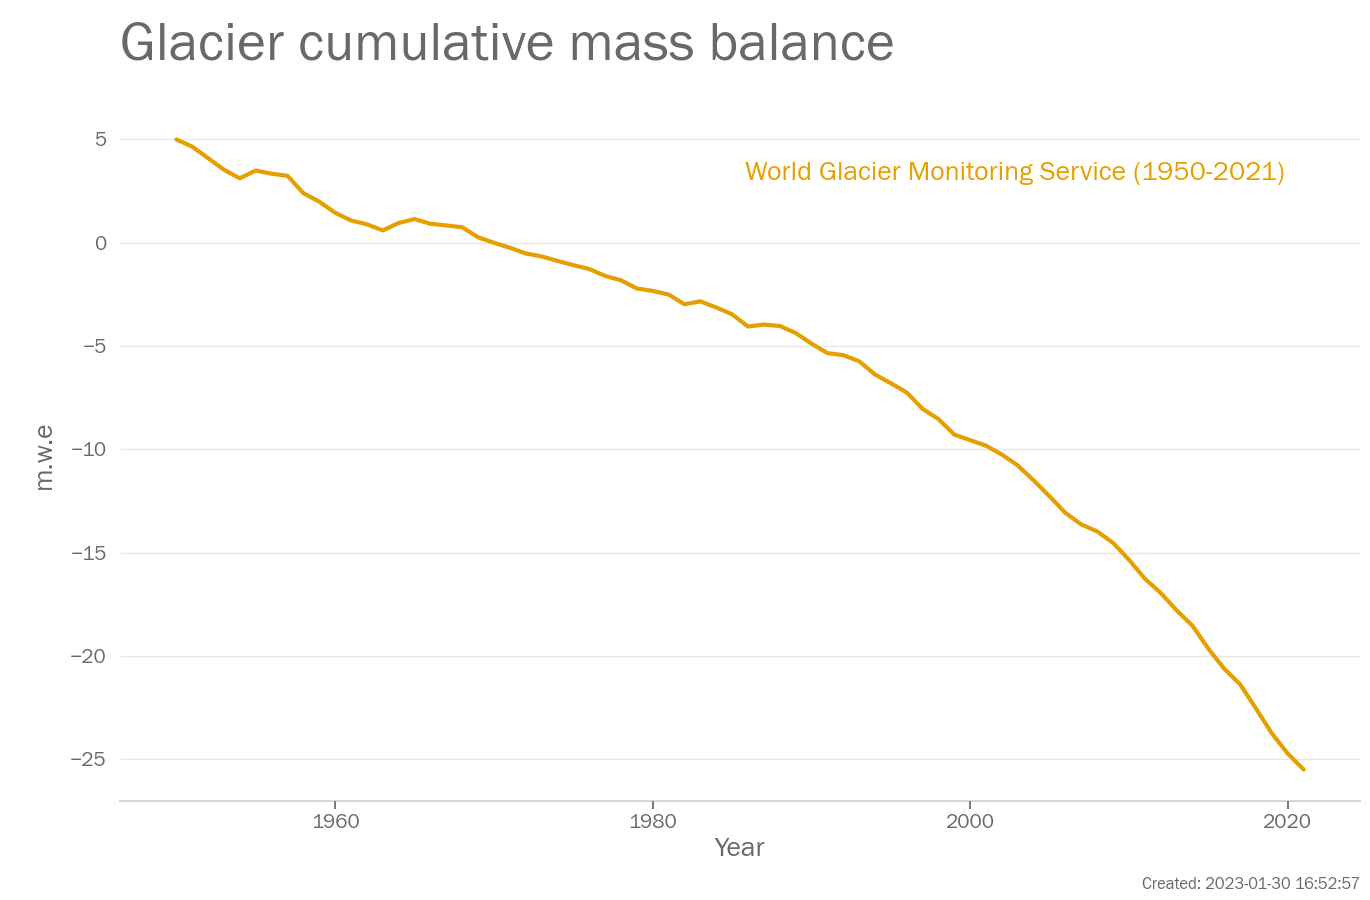 Glacier cumulative mass balance
World Glacier Monitoring Service (1950-2021)
5
0
−5
−10
−15
−20
−25
m.w.e
1960
1980
2000
2020
Year
Created: 2023-01-30 16:52:57